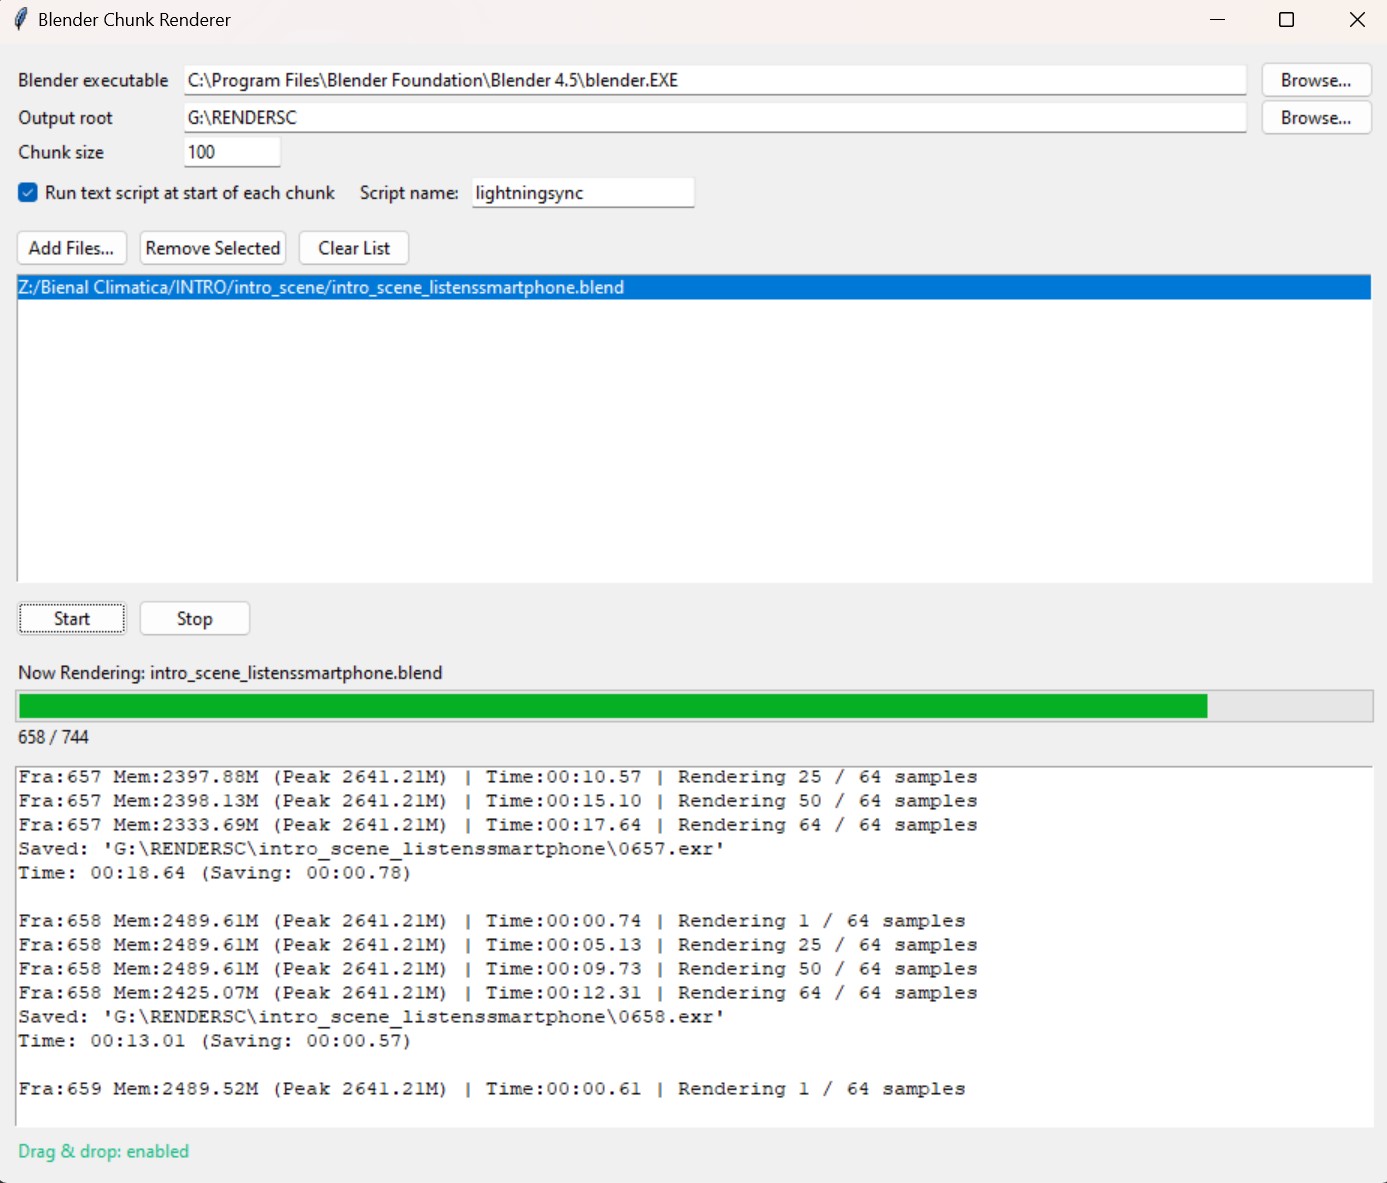 Blender Chunk Renderer
Blender executable C:\Program Files\Blender Foundation\Blender 4.5\blender.EXE Browse...
Output root G:\RENDERSC Browse...
Chunk size 100
Run text script at start of each chunk Script name: lightningsync
Add Files... Remove Selected Clear List
Z:/Bienal Climatica/INTRO/intro_scene/intro_scene_listenssmartphone.blend
Start Stop
Now Rendering: intro_scene_listenssmartphone.blend
658 / 744
Fra:657 Mem:2397.88M (Peak 2641.21M) | Time:00:10.57 | Rendering 25 / 64 samples
Fra:657 Mem:2398.13M (Peak 2641.21M) | Time:00:15.10 | Rendering 50 / 64 samples
Fra:657 Mem:2333.69M (Peak 2641.21M) | Time:00:17.64 | Rendering 64 / 64 samples
Saved: 'G:\RENDERSC\intro_scene_listenssmartphone\0657.exr'
Time: 00:18.64 (Saving: 00:00.78)
Fra:658 Mem:2489.61M (Peak 2641.21M) | Time:00:00.74 | Rendering 1 / 64 samples
Fra:658 Mem:2489.61M (Peak 2641.21M) | Time:00:05.13 | Rendering 25 / 64 samples
Fra:658 Mem:2489.61M (Peak 2641.21M) | Time:00:09.73 | Rendering 50 / 64 samples
Fra:658 Mem:2425.07M (Peak 2641.21M) | Time:00:12.31 | Rendering 64 / 64 samples
Saved: 'G:\RENDERSC\intro_scene_listenssmartphone\0658.exr'
Time: 00:13.01 (Saving: 00:00.57)
Fra:659 Mem:2489.52M (Peak 2641.21M) | Time:00:00.61 | Rendering 1 / 64 samples
Drag & drop: enabled